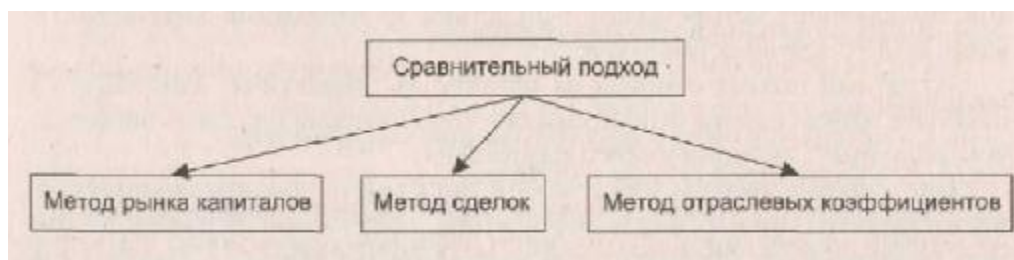 Сравнительный подход
Метод рынка капиталов
Метод сделок
Метод отраслевых коэффициентов